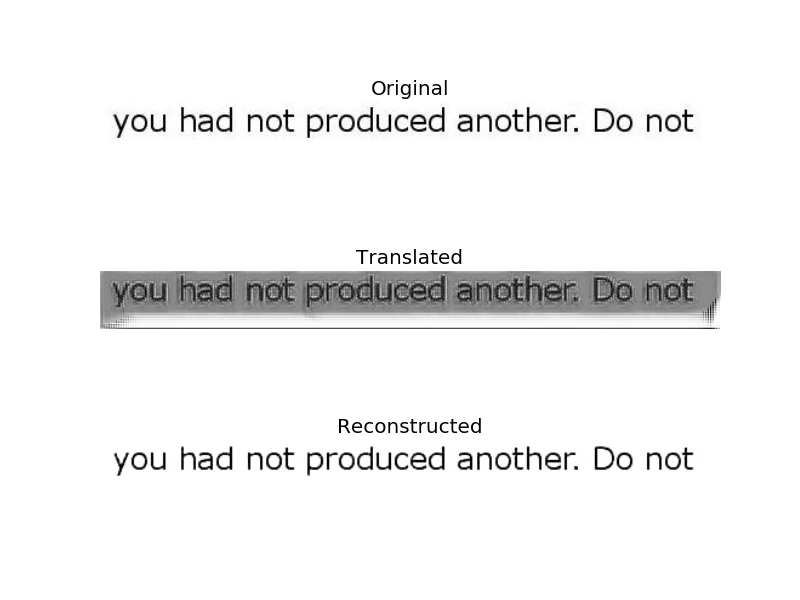 Original
you had not produced another. Do not
Translated
you had not produced another. Do not
Reconstructed
you had not produced another. Do not